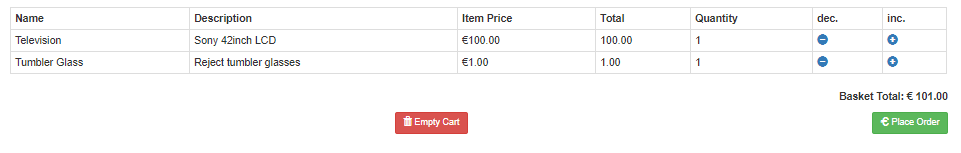 Name Description Item Price Total Quantity dec. inc.
Television Sony 42inch LCD €100.00 100.00 1
Tumbler Glass Reject tumbler glasses €1.00 1.00 1
Basket Total: € 101.00
Empty Cart € Place Order